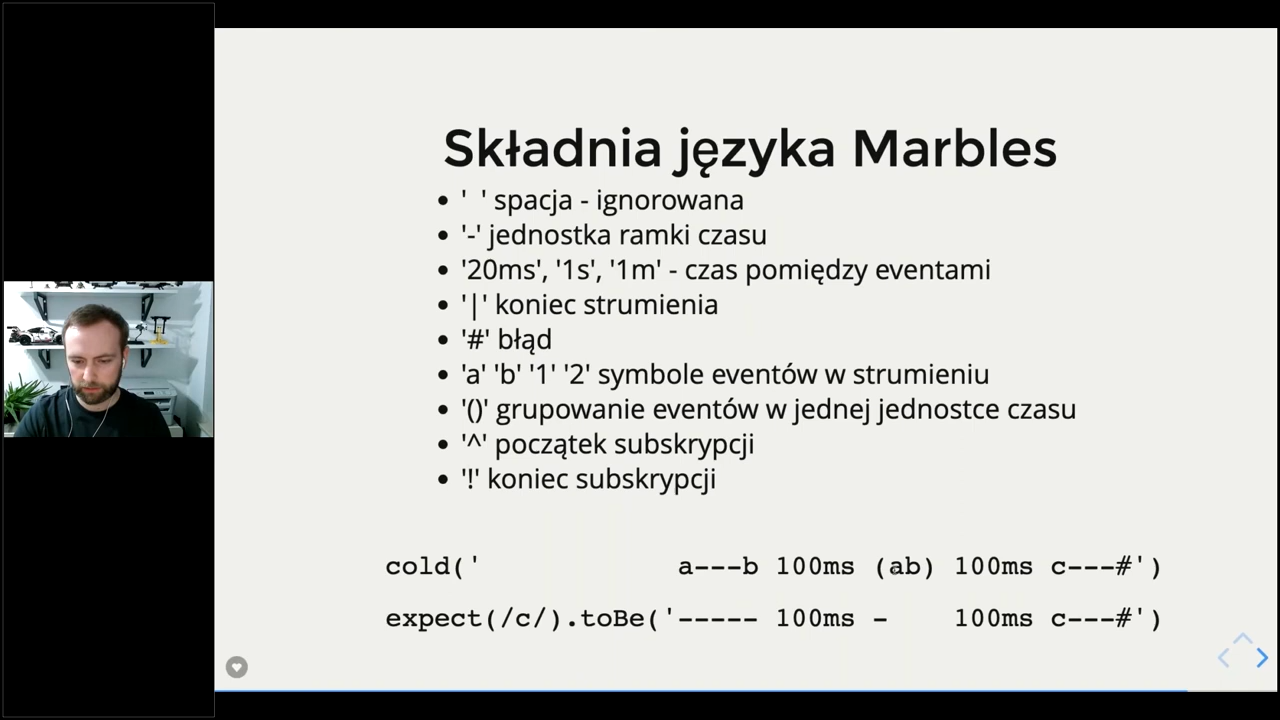 Składnia języka Marbles
' ' spacja - ignorowana
'-' jednostka ramki czasu
'20ms', '1s', '1m' - czas pomiędzy eventami
'|' koniec strumienia
'#' błąd
'a' 'b' '1' '2' symbole eventów w strumieniu
'()' grupowanie eventów w jednej jednostce czasu
'^' początek subskrypcji
'!' koniec subskrypcji
cold('           a---b 100ms (ab) 100ms c---#')
expect(/c/).toBe('----- 100ms -    100ms c---#')